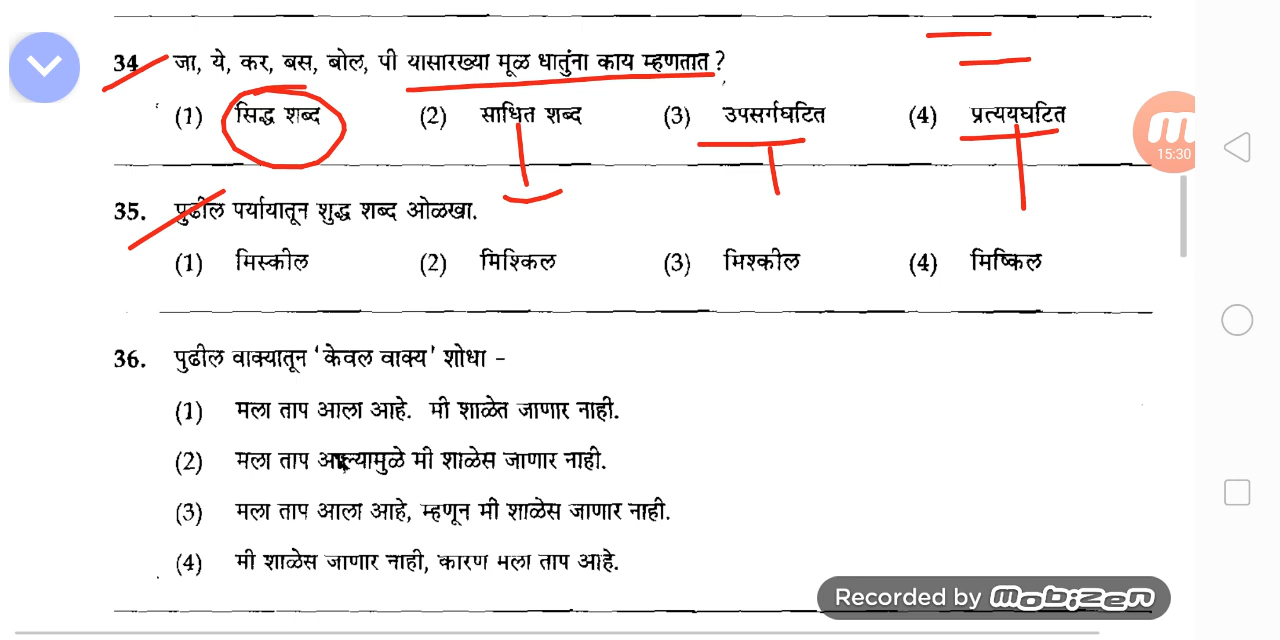 34 जा, ये, कर, बस, बोल, पी यासारख्या मूळ धातुंना काय म्हणतात ?
(1) सिद्ध शब्द (2) साधित शब्द (3) उपसर्गघटित (4) प्रत्ययघटित
15:30
35. पुढील पर्यायातून शुद्ध शब्द ओळखा.
(1) मिस्कील (2) मिश्किल (3) मिश्कील (4) मिष्किल
36. पुढील वाक्यातून 'केवल वाक्य' शोधा -
(1) मला ताप आला आहे. मी शाळेत जाणार नाही.
(2) मला ताप आल्यामुळे मी शाळेस जाणार नाही.
(3) मला ताप आला आहे, म्हणून मी शाळेस जाणार नाही.
(4) मी शाळेस जाणार नाही, कारण मला ताप आहे.
Recorded by mobizen